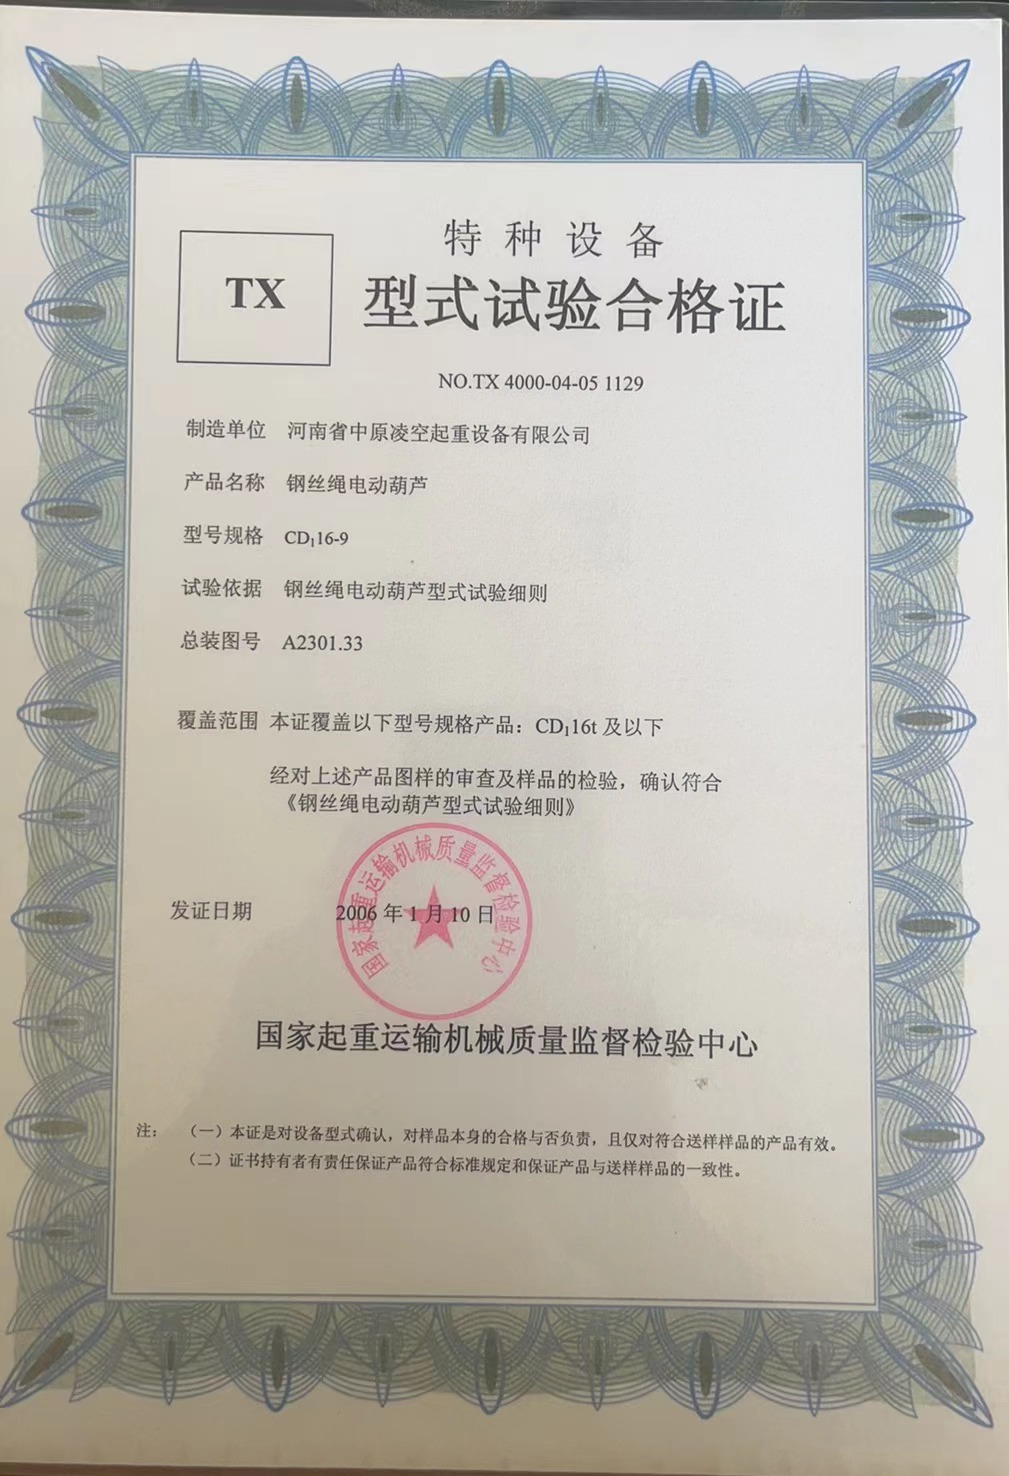 特种设备
TX
型式试验合格证
NO.TX 4000-04-05 1129
制造单位 河南省中原凌空起重设备有限公司
产品名称 钢丝绳电动葫芦
型号规格 CD₁16-9
试验依据 钢丝绳电动葫芦型式试验细则
总装图号 A2301.33
覆盖范围 本证覆盖以下型号规格产品：CD₁16t 及以下
经对上述产品图样的审查及样品的检验，确认符合
《钢丝绳电动葫芦型式试验细则》
国家起重运输机械质量监督检验中心
发证日期 2006 年 1 月 10 日
国家起重运输机械质量监督检验中心
注： （一）本证是对设备型式确认，对样品本身的合格与否负责，且仅对符合送样样品的产品有效。
（二）证书持有者有责任保证产品符合标准规定和保证产品与送样样品的一致性。